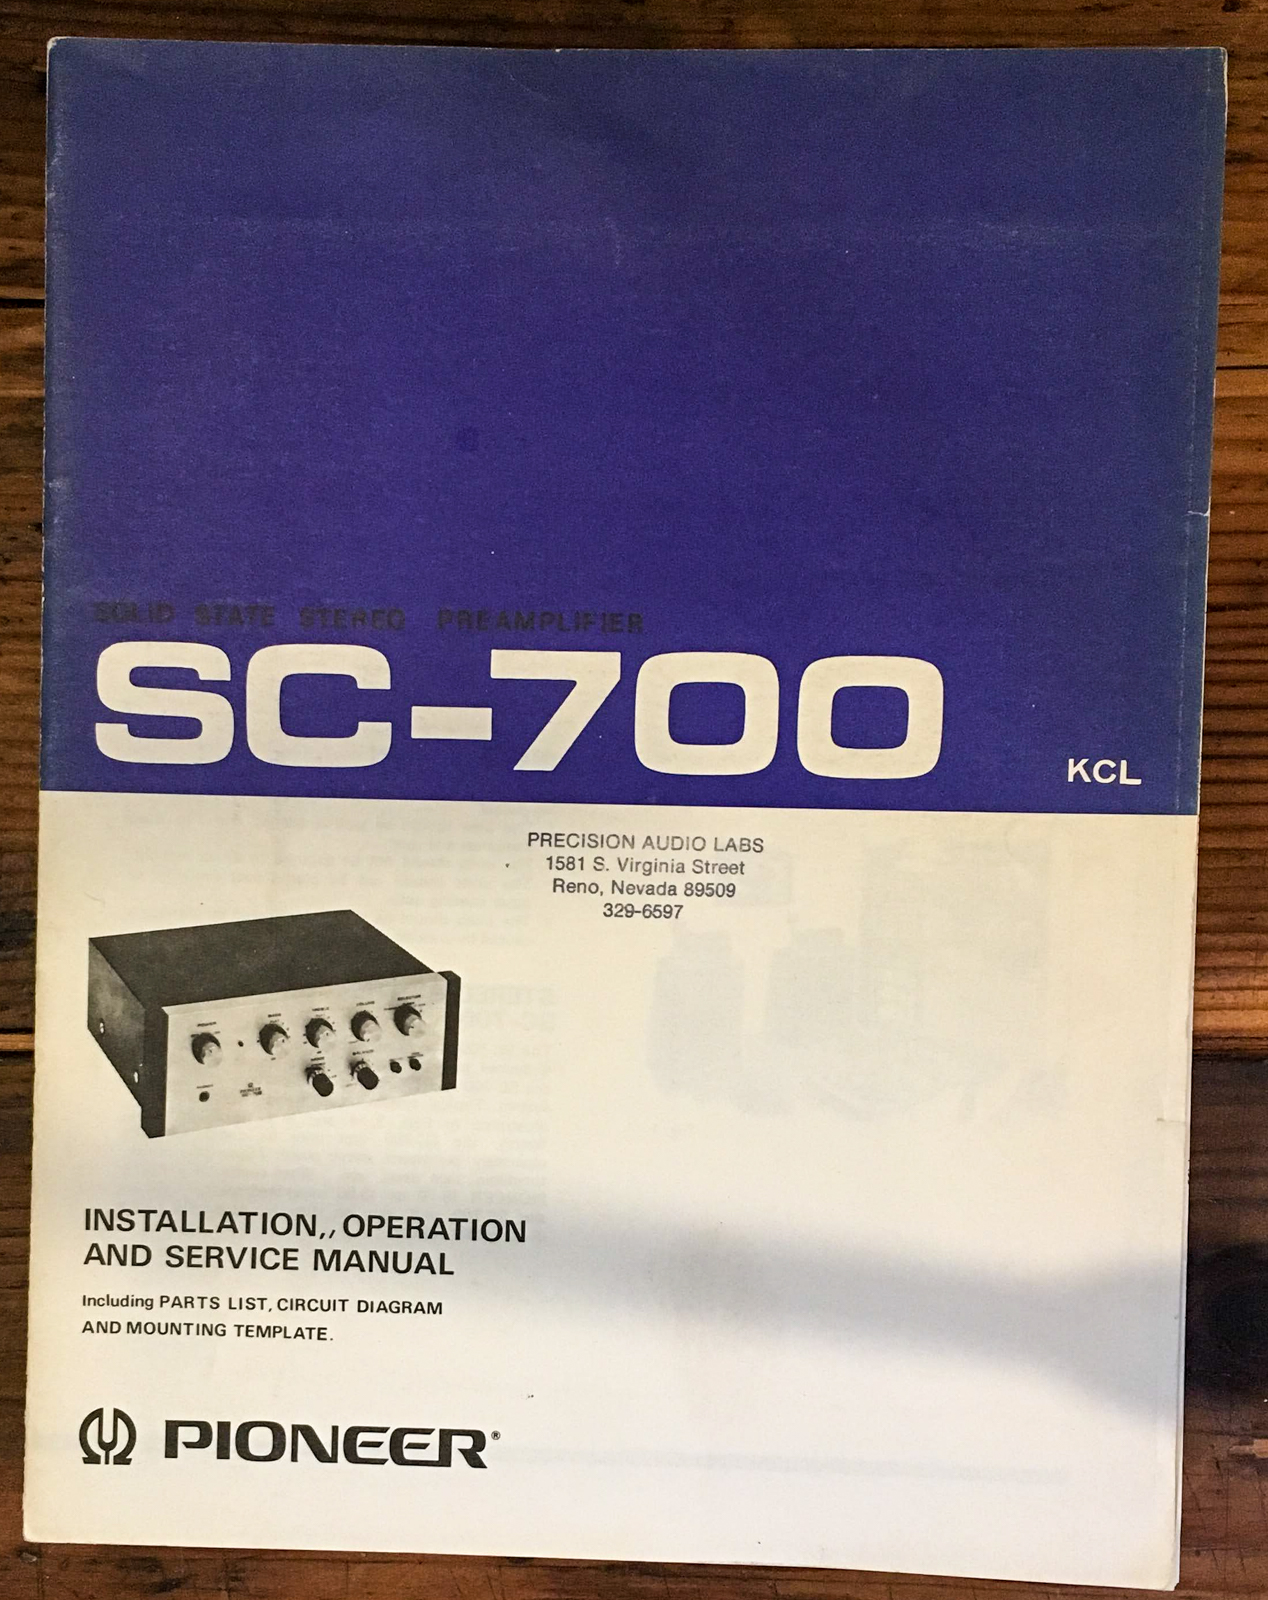 SOLID STATE STEREO PREAMPLIFIER
SC-700
KCL
PRECISION AUDIO LABS
1581 S. Virginia Street
Reno, Nevada 89509
329-6597
INSTALLATION,, OPERATION
AND SERVICE MANUAL
Including PARTS LIST, CIRCUIT DIAGRAM
AND MOUNTING TEMPLATE.
PIONEER®